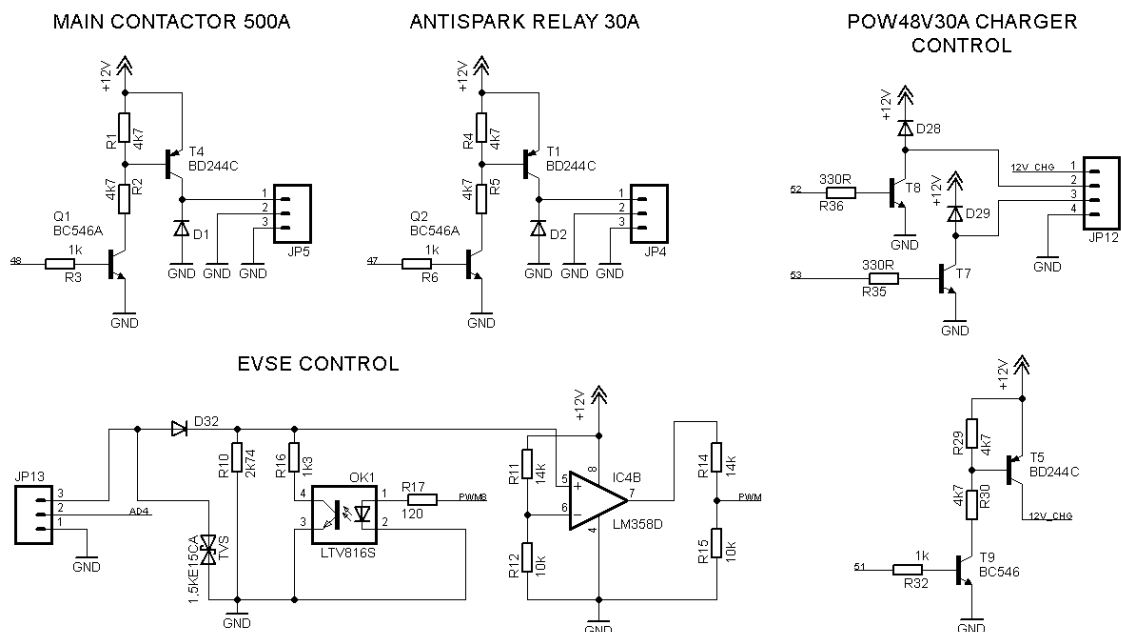 MAIN CONTACTOR 500A
+12V
R1
4k7
T4
BD244C
4k7
R2
Q1
BC546A
48
1k
R3
D1
1
2
3
JP5
GND
GND
GND
GND
ANTISPARK RELAY 30A
+12V
R4
4k7
T1
BD244C
4k7
R5
Q2
BC546A
47
1k
R6
D2
1
2
3
JP4
GND
GND
GND
GND
POW48V30A CHARGER
CONTROL
+12V
D28
12V_CHG
1
2
3
4
JP12
52
330R
R36
T8
+12V
D29
GND
GND
53
330R
R35
T7
GND
EVSE CONTROL
JP13
3
2
1
AD4
GND
D32
1.5KE15CA
TVS
R10
2k74
R16
1k3
OK1
4
3
1
2
LTV816S
R17
120
PWM8
GND
+12V
R11
14k
R12
10k
5
6
8
4
7
IC4B
LM358D
R14
14k
PWM
R15
10k
GND
+12V
R29
4k7
T5
BD244C
4k7
R30
12V_CHG
51
1k
R32
T9
BC546
GND